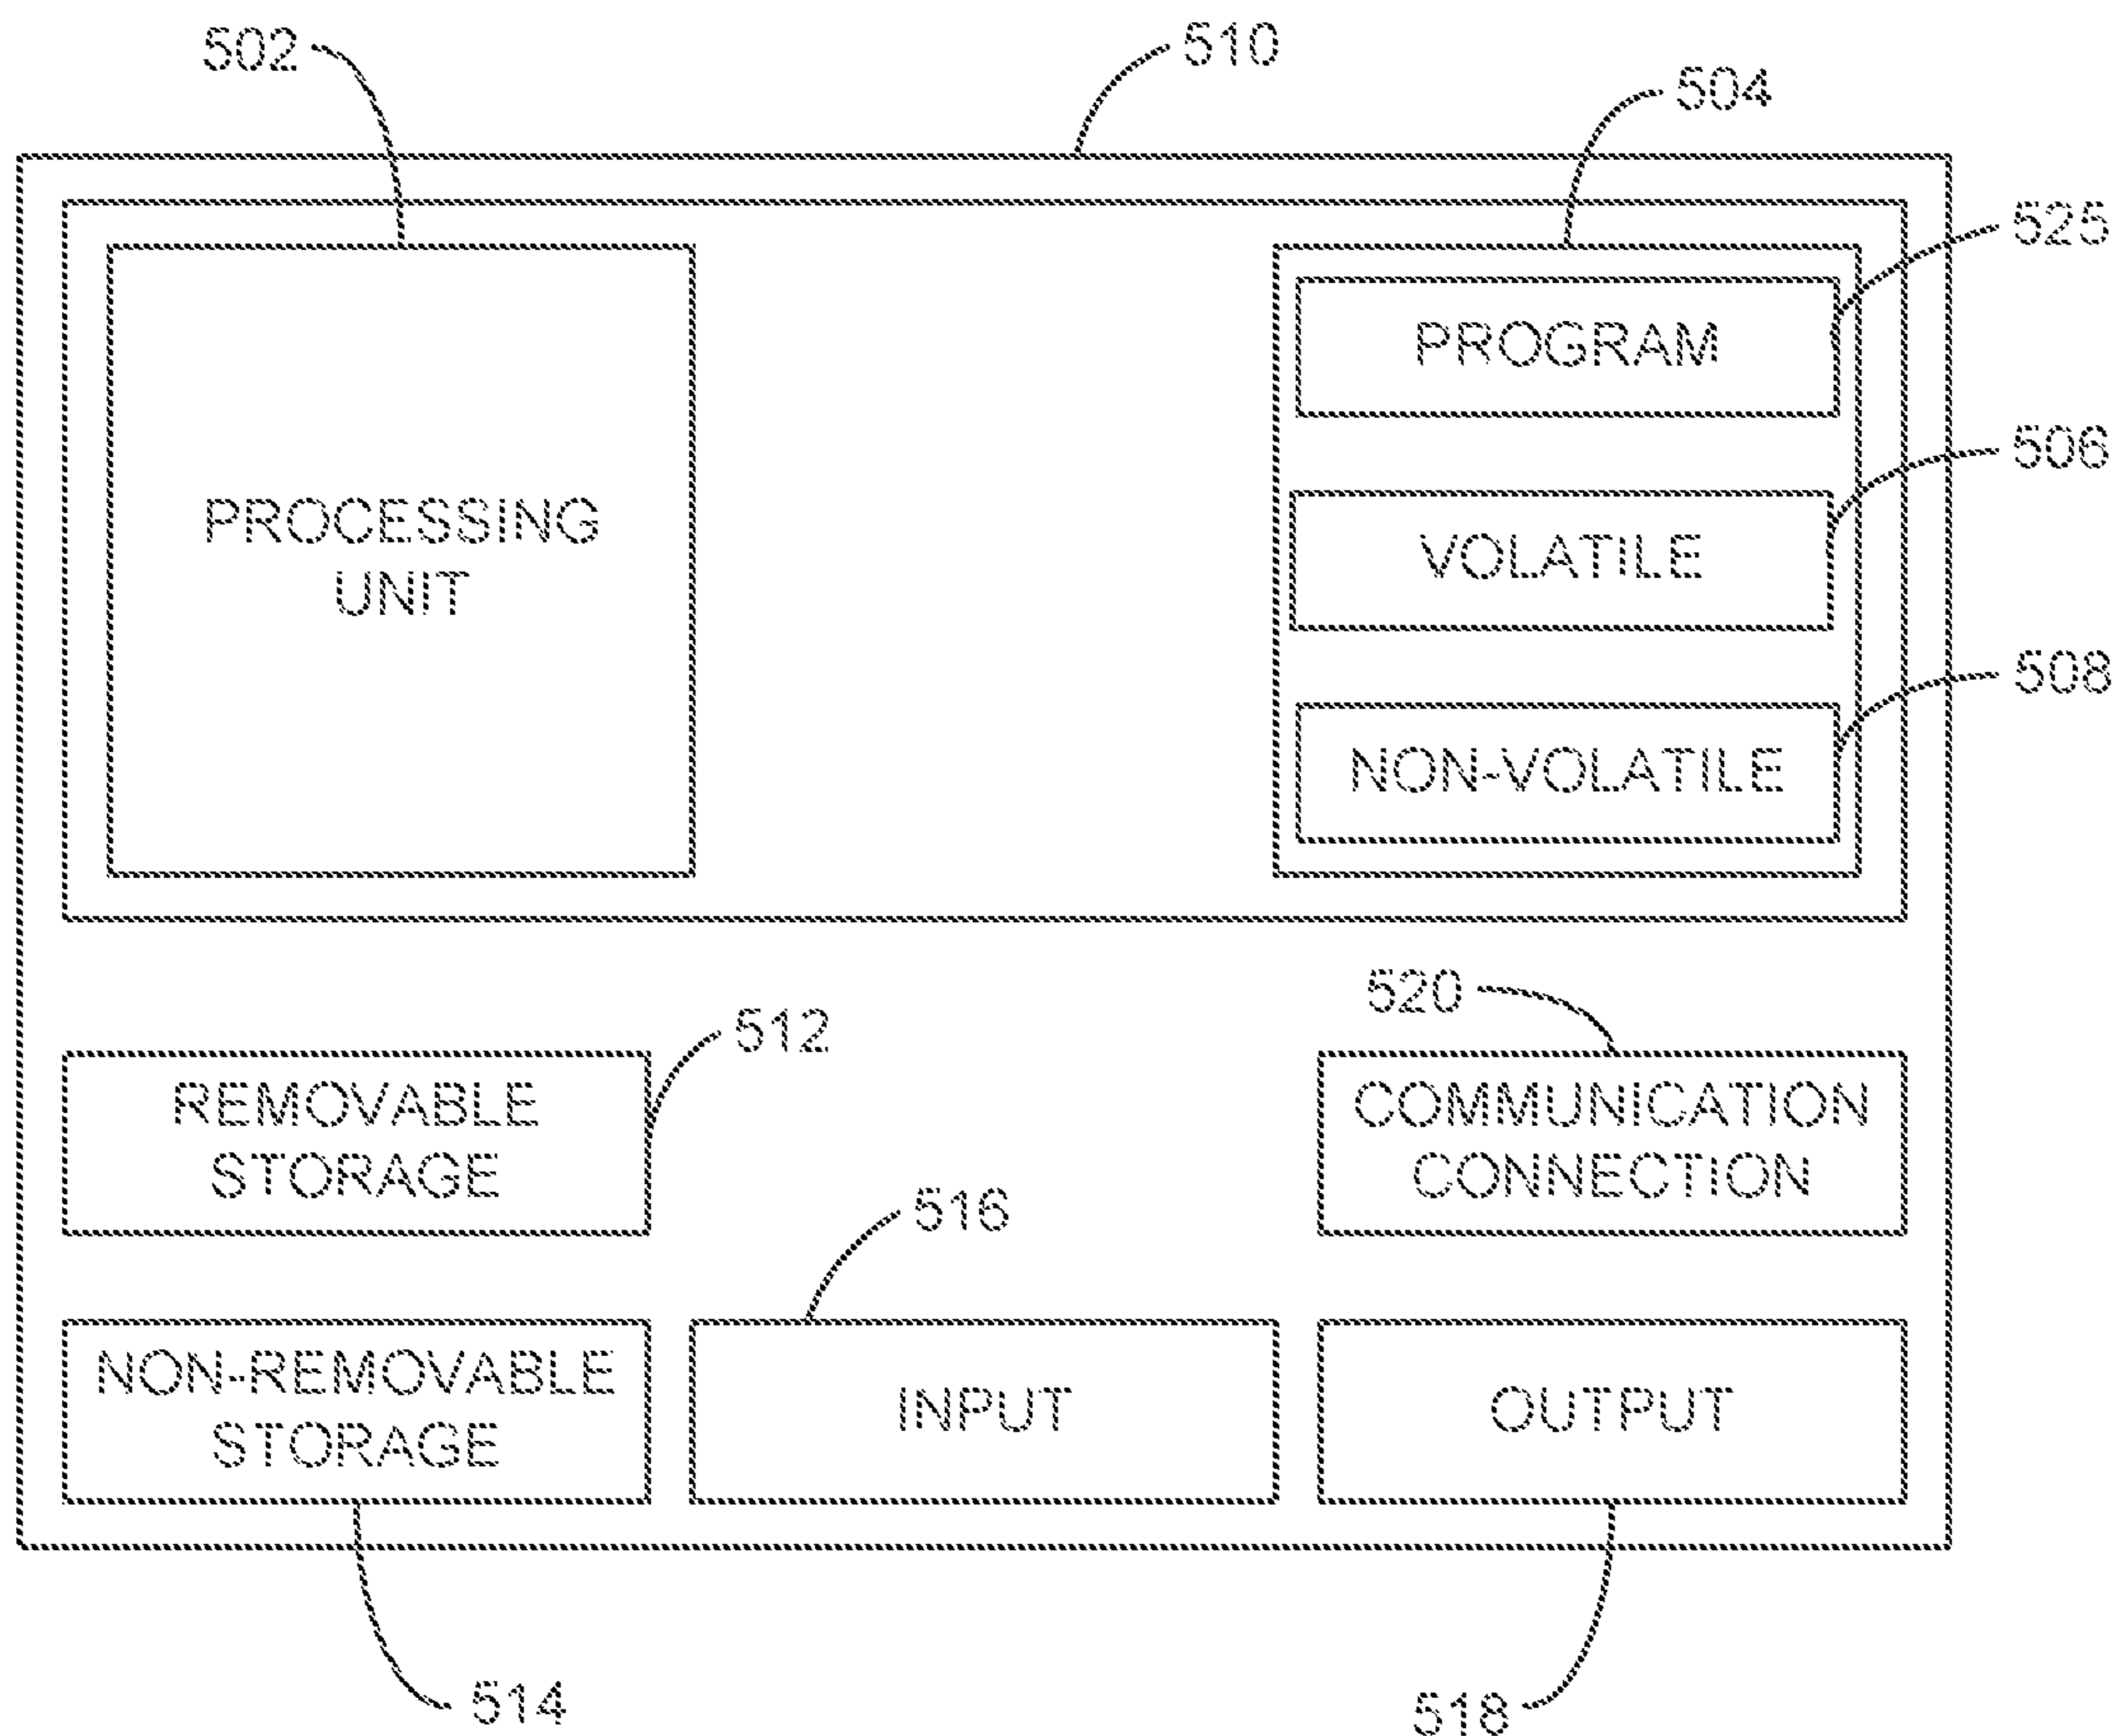 502
510
504
525
PROGRAM
506
PROCESSING
UNIT
VOLATILE
508
NON-VOLATILE
520
512
REMOVABLE
STORAGE
COMMUNICATION
CONNECTION
516
NON-REMOVABLE
STORAGE
INPUT
OUTPUT
514
518